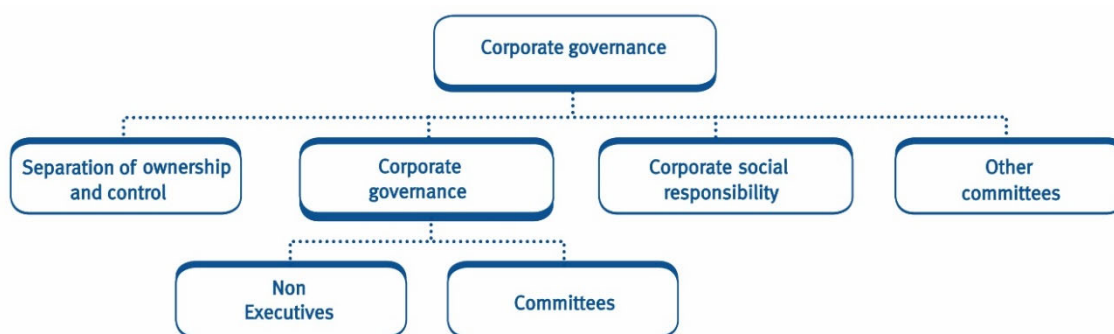 Corporate governance
Separation of ownership
and control
Corporate
governance
Corporate social
responsibility
Other
committees
Non
Executives
Committees